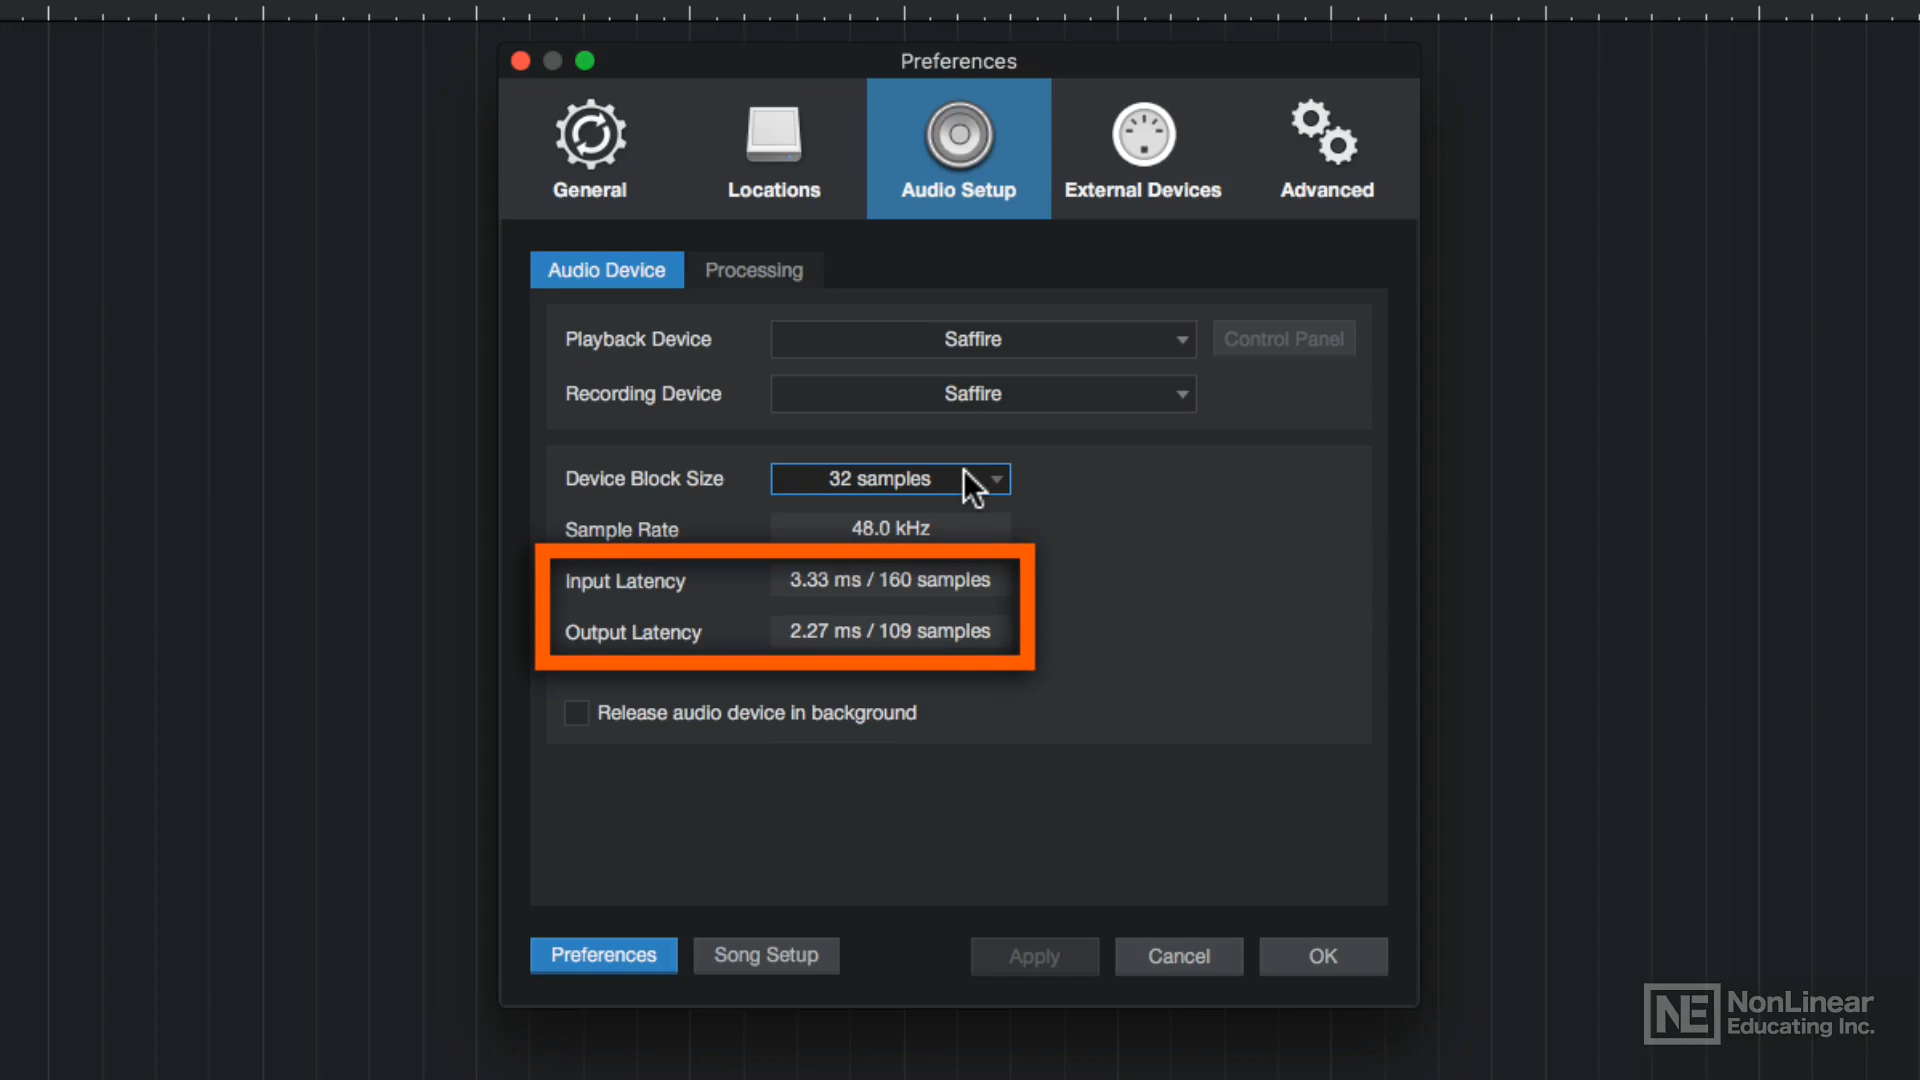 Preferences
General
Locations
Audio Setup
External Devices
Advanced
Audio Device
Processing
Playback Device
Saffire
Control Panel
Recording Device
Saffire
Device Block Size
32 samples
Sample Rate
48.0 kHz
Input Latency
3.33 ms / 160 samples
Output Latency
2.27 ms / 109 samples
Release audio device in background
Preferences
Song Setup
Apply
Cancel
OK
NE
NonLinear
Educating Inc.